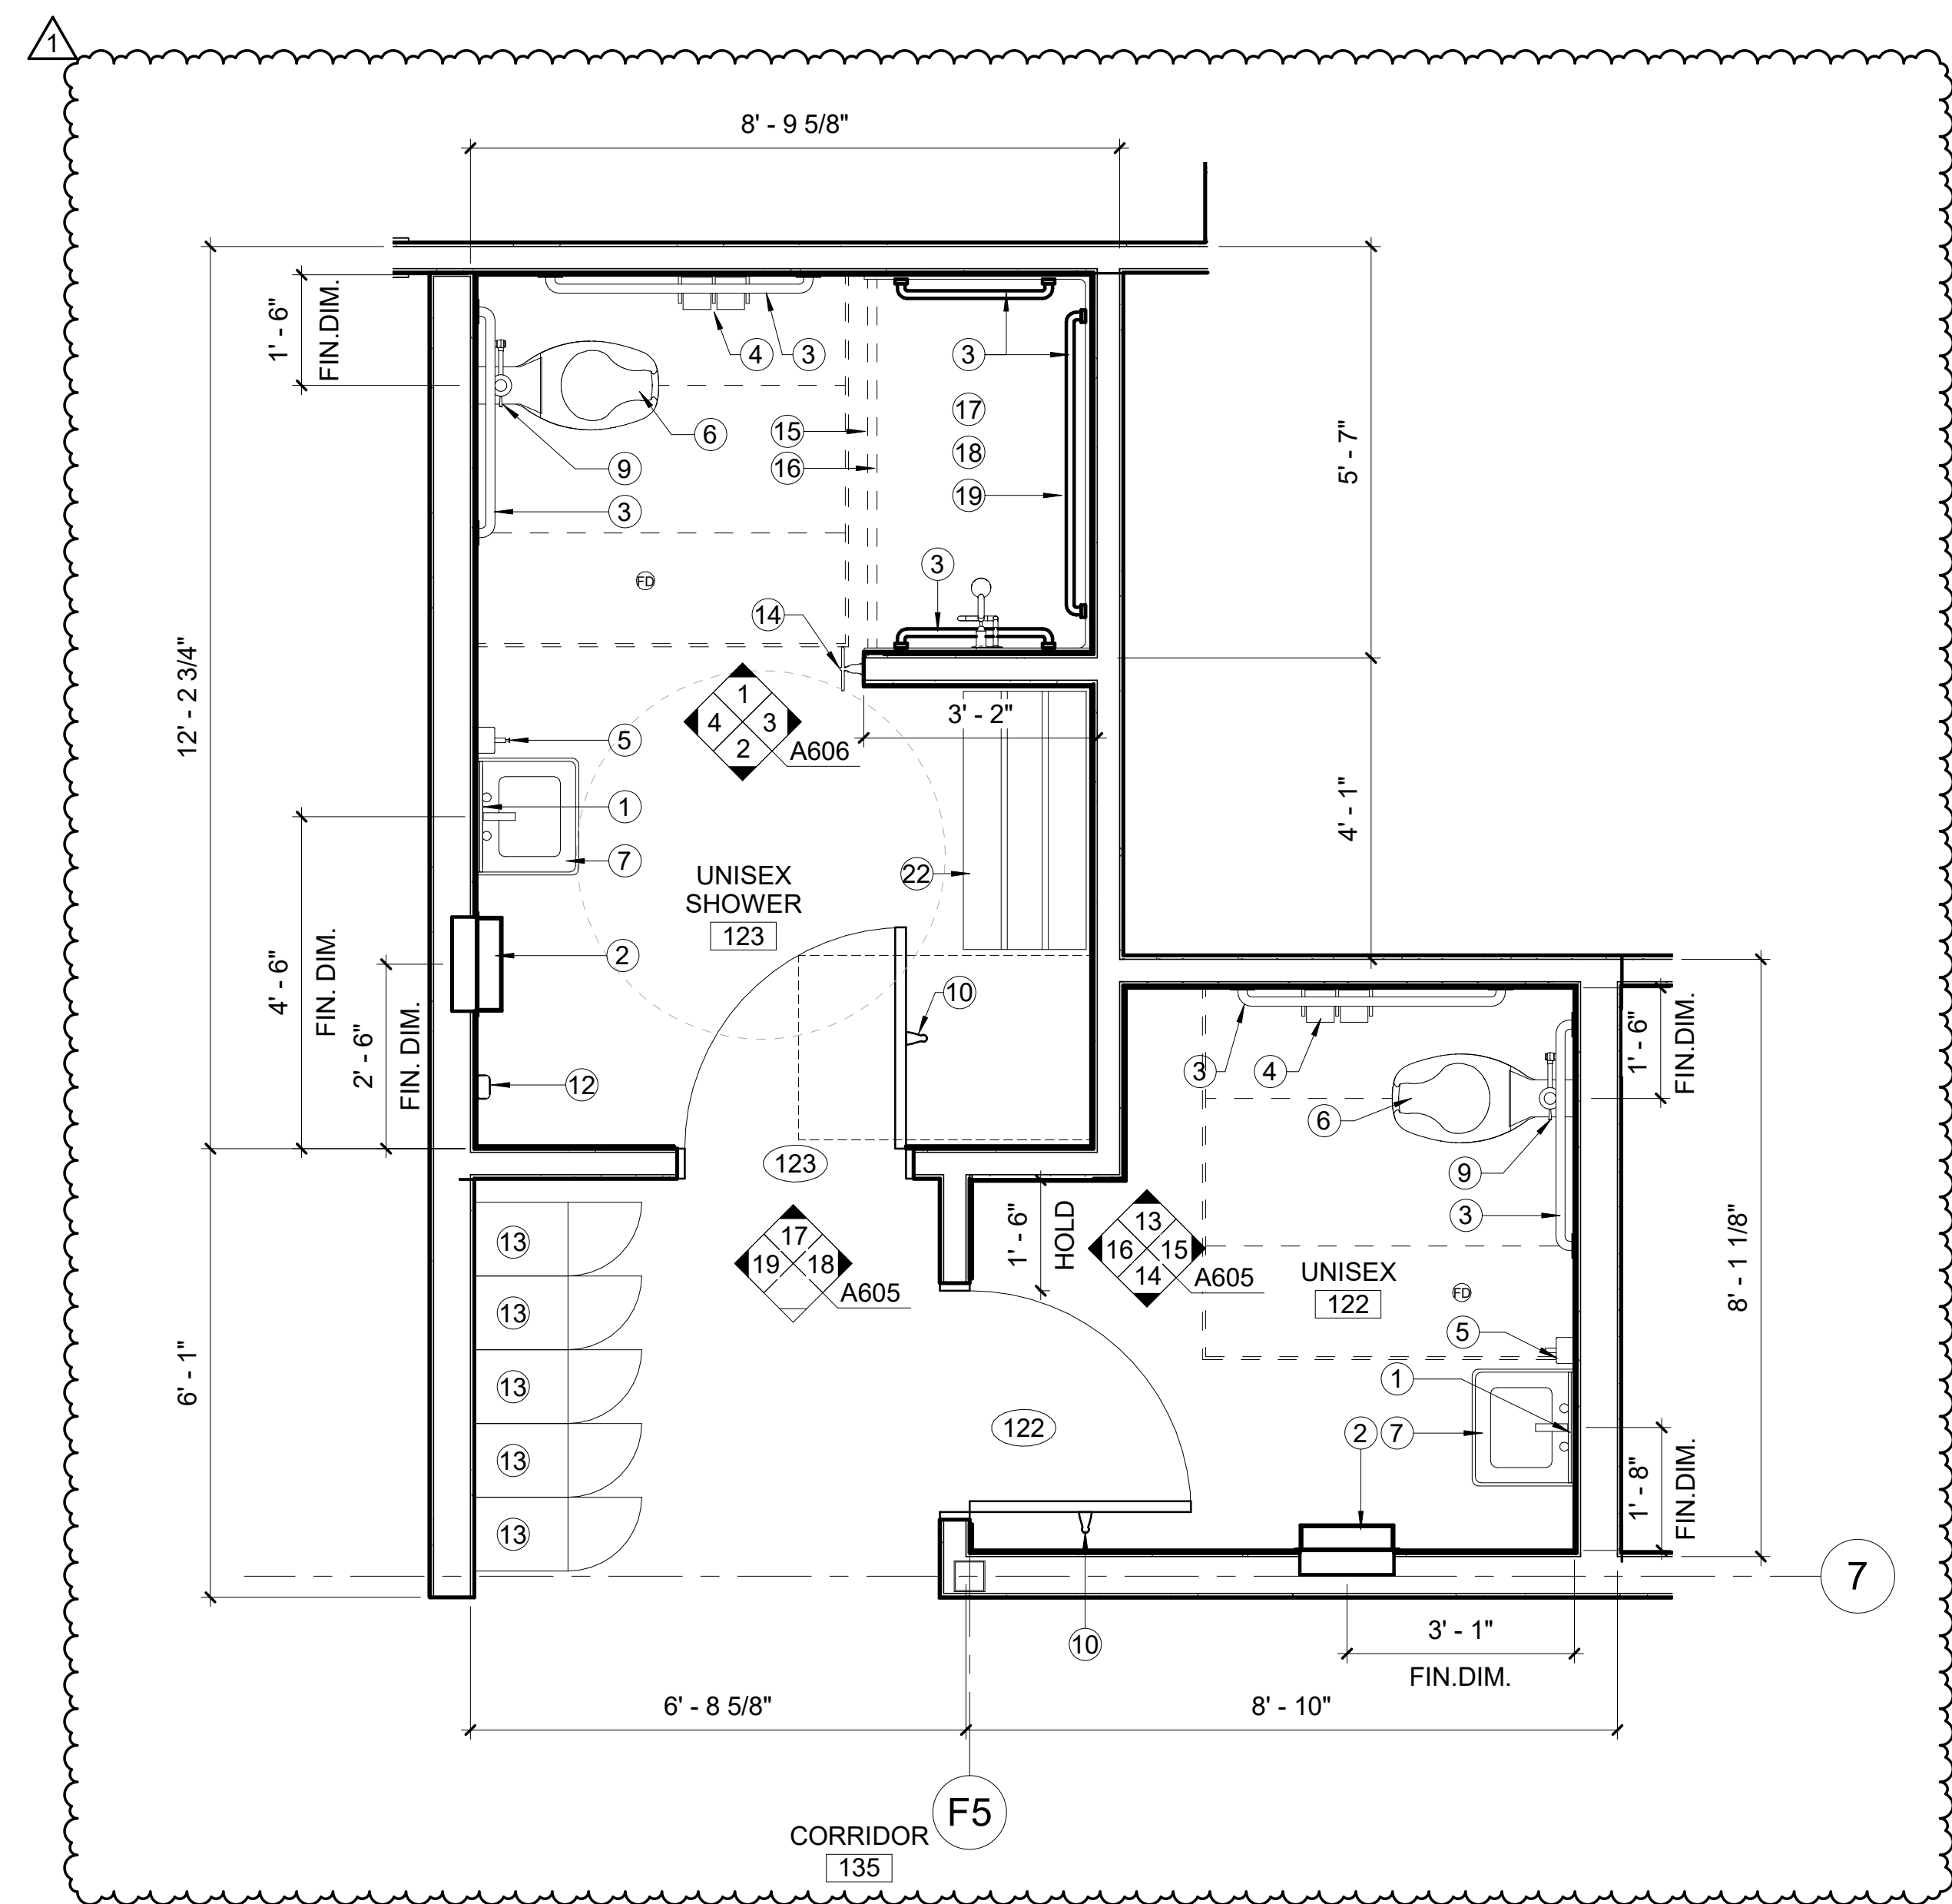 1
8' - 9 5/8"
1' - 6"
FIN.DIM.
4
3
3
17
15
18
16
6
9
19
3
5' - 7"
FD
3
14
12' - 2 3/4"
1
4
3
2
A606
3' - 2"
5
1
7
4' - 1"
UNISEX
SHOWER
123
22
2
4' - 6"
FIN. DIM.
2' - 6"
FIN. DIM.
10
12
3
4
6
1' - 6"
FIN.DIM.
9
3
123
1' - 6"
HOLD
17
19
18
A605
13
16
15
14
A605
UNISEX
122
FD
5
8' - 1 1/8"
13
13
13
13
13
6' - 1"
1
2
7
122
1' - 8"
FIN.DIM.
7
10
3' - 1"
FIN.DIM.
6' - 8 5/8"
8' - 10"
F5
CORRIDOR
135